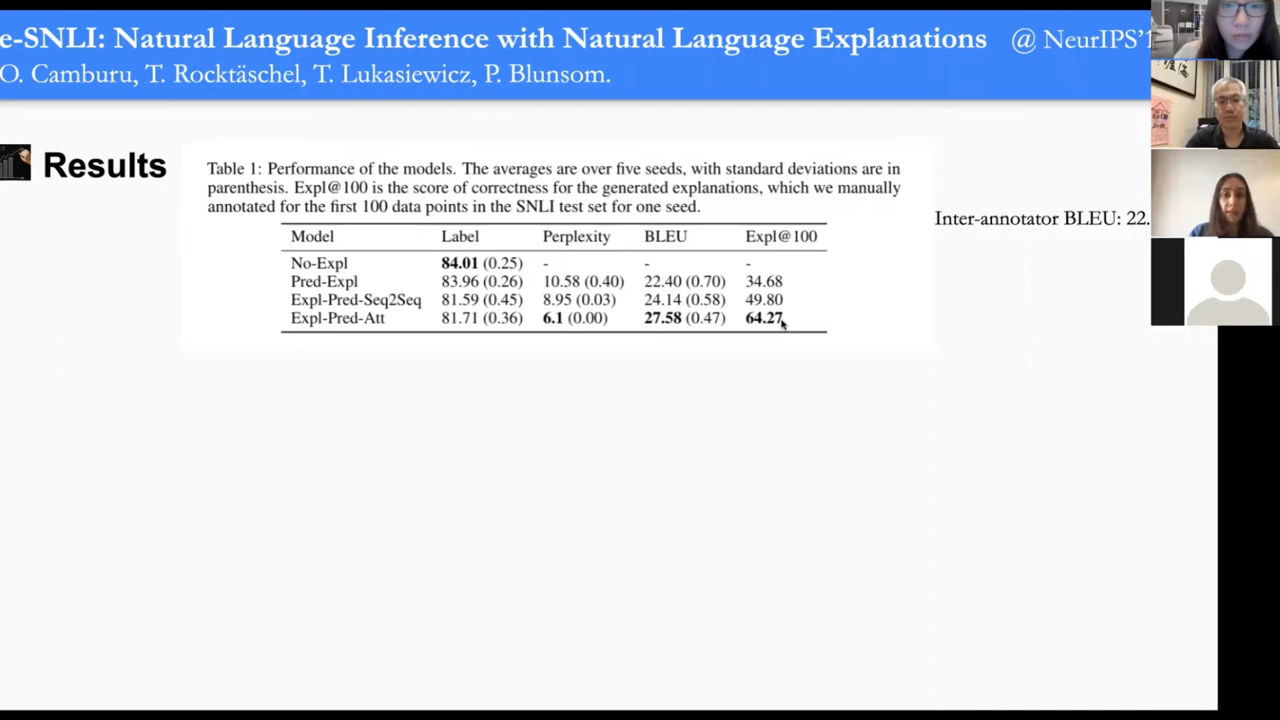 e-SNLI: Natural Language Inference with Natural Language Explanations @ NeurIPS'1
O. Camburu, T. Rocktäschel, T. Lukasiewicz, P. Blunsom.
Results
Table 1: Performance of the models. The averages are over five seeds, with standard deviations are in
parenthesis. Expl@100 is the score of correctness for the generated explanations, which we manually
annotated for the first 100 data points in the SNLI test set for one seed.
Inter-annotator BLEU: 22.
Model Label Perplexity BLEU Expl@100
No-Expl 84.01 (0.25) - - -
Pred-Expl 83.96 (0.26) 10.58 (0.40) 22.40 (0.70) 34.68
Expl-Pred-Seq2Seq 81.59 (0.45) 8.95 (0.03) 24.14 (0.58) 49.80
Expl-Pred-Att 81.71 (0.36) 6.1 (0.00) 27.58 (0.47) 64.27